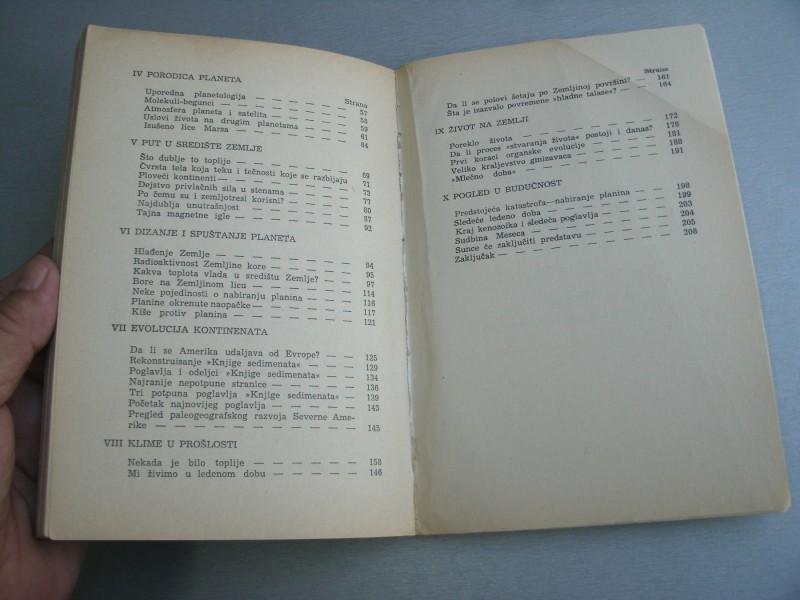 IV PORODICA PLANETA
Strana
Uporedna planetologija — — — — — 57
Molekuli-begunci — — — — — — 58
Atmosfera planeta i satelita — — — — 59
Uslovi života na drugim planetama — — — 61
Izušeno lice Marsa — — — — — — 64
V PUT U SREDIŠTE ZEMLJE
Što dublje to toplije — — — — — — 69
Čvrsta tela koja teku i tečnosti koje se razbijaju 71
Ploveći kontinenti — — — — — — 73
Dejstvo privlačnih sila u stenama — — — 77
Po čemu su i zemljotresi korisni? — — — 80
Najdublja unutrašnjost — — — — — 87
Tajna magnetne igle — — — — — — 92
VI DIZANJE I SPUŠTANJE PLANETA
Hlađenje Zemlje — — — — — — 94
Radioaktivnost Zemljine kore — — — — 95
Kakva toplota vlada u središtu Zemlje? — — 97
Bore na Zemljinom licu — — — — — 114
Neke pojedinosti o nabiranju planina — — 116
Planine okrenute naopačke — — — — 117
Kiše protiv planina — — — — — — 121
VII EVOLUCIJA KONTINENATA
Da li se Amerika udaljava od Evrope? — — 125
Rekonstruisanje »Knjige sedimenata« — — — 129
Poglavlja i odeljci »Knjige sedimenata« — — 134
Najranije nepotpune stranice — — — — 136
Tri potpuna poglavlja »Knjige sedimenata« — 139
Početak najnovijeg poglavlja — — — — 143
Pregled paleogeografskog razvoja Severne Ame-
rike — — — — — — — — — 145
VIII KLIME U PROŠLOSTI
Nekada je bilo toplije — — — — — 158
Mi živimo u ledenom dobu — — — — 146
Strana
Da li se polovi šetaju po Zemljinoj površini? — 161
Šta je izazvalo povremene »hladne talase«? — 164
IX ŽIVOT NA ZEMLJI
Poreklo života — — — — — — — 172
Da li proces »stvaranja života« postoji i danas? 178
Prvi koraci organske evolucije — — — — 181
Veliko kraljevstvo gmizavaca — — — — 188
»Mlečno doba« — — — — — — — 191
X POGLED U BUDUĆNOST
Predstojeća katastrofa—nabiranje planina — 198
Sledeće ledeno doba — — — — — — 199
Kraj kenozoika i sledeća poglavlja — — — 203
Sudbina Meseca — — — — — — — 204
Sunce će zaključiti predstavu — — — — 205
Zaključak — — — — — — — — 208